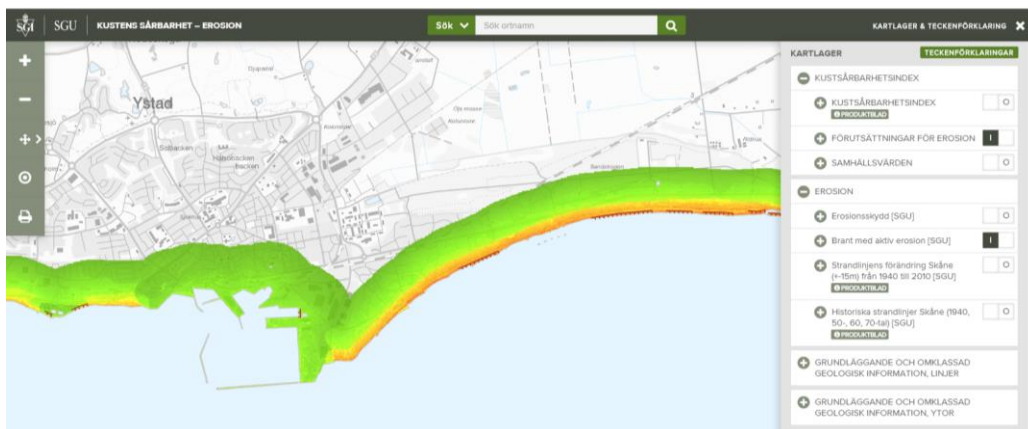 SGI SGU KUSTENS SÅRBARHET – EROSION
Sök
Sök ortnamn
KARTLAGER & TECKENFÖRKLARING
Ystad
KARTLAGER
TECKENFÖRKLARINGAR
KUSTSÅRBARHETSINDEX
KUSTSÅRBARHETSINDEX
PRODUKTBLAD
FÖRUTSÄTTNINGAR FÖR EROSION
SAMHÄLLSVÄRDEN
EROSION
Erosionsskydd [SGU]
Brant med aktiv erosion [SGU]
Strandlinjens förändring Skåne
(+-15m) från 1940 till 2010 [SGU]
PRODUKTBLAD
Historiska strandlinjer Skåne (1940,
50-, 60, 70-tal) [SGU]
PRODUKTBLAD
GRUNDLÄGGANDE OCH OMKLASSAD
GEOLOGISK INFORMATION, LINJER
GRUNDLÄGGANDE OCH OMKLASSAD
GEOLOGISK INFORMATION, YTOR